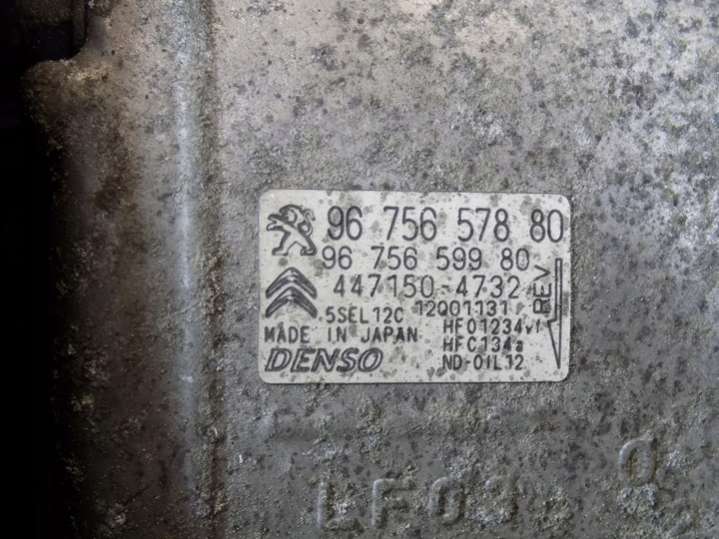 96 756 578 80
96 756 599 80
447150-4732
5SEL12C 12Q01131
MADE IN JAPAN
DENSO
HFC134a
ND-OIL12
REV
LF03